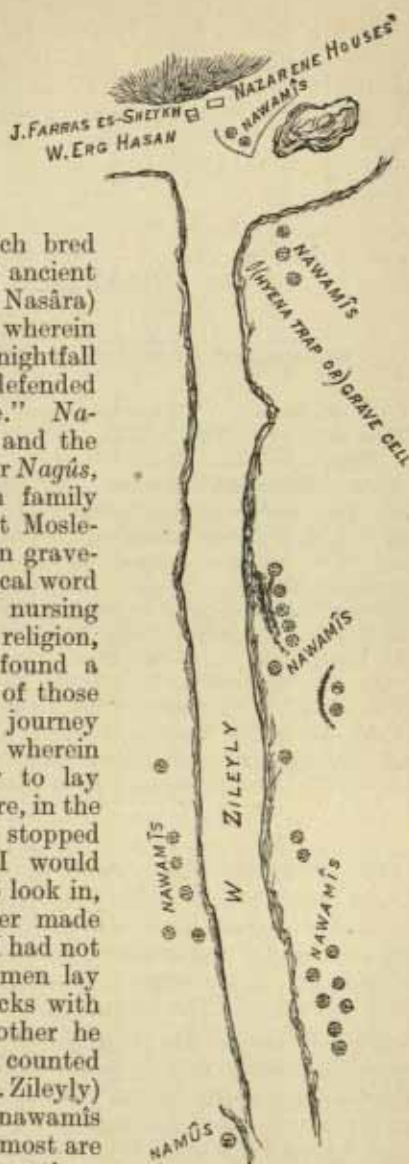 NAZARENE HOUSES
J. FARRAS ES-SHEYKH
W. ERG HASAN
NAWAMÎS
NAWAMÎS
(HYENA TRAP OR) GRAVE CELL
NAWAMÎS
W ZILEYLY
NAWAMÎS
NAWAMÎS
NAMÛS
ch bred
ancient
Nasâra)
wherein
nightfall
defended
e." Na-
and the
r Nagûs,
n family
t Mosle-
n grave-
cal word
nursing
religion,
found a
of those
journey
wherein
to lay
re, in the
stopped
I would
look in,
er made
had not
men lay
cks with
other he
counted
. Zileyly)
nawamîs
most are